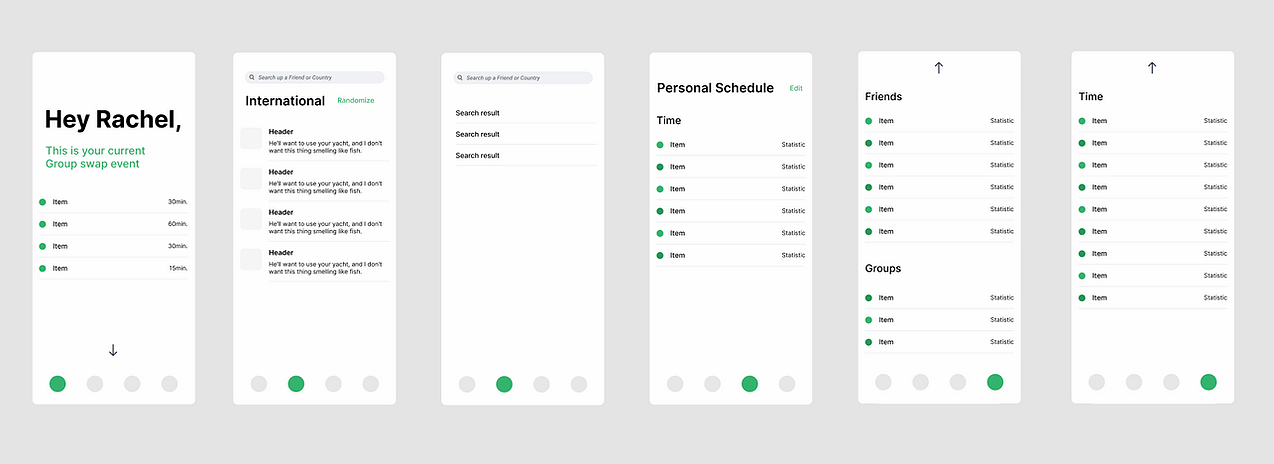 Hey Rachel,
This is your current
Group swap event
Item 30min.
Item 60min.
Item 30min.
Item 15min.
Search up a Friend or Country
International Randomize
Header
He'll want to use your yacht, and I don't
want this thing smelling like fish.
Header
He'll want to use your yacht, and I don't
want this thing smelling like fish.
Header
He'll want to use your yacht, and I don't
want this thing smelling like fish.
Header
He'll want to use your yacht, and I don't
want this thing smelling like fish.
Search up a Friend or Country
Search result
Search result
Search result
Personal Schedule Edit
Time
Item Statistic
Item Statistic
Item Statistic
Item Statistic
Item Statistic
Item Statistic
Friends
Item Statistic
Item Statistic
Item Statistic
Item Statistic
Item Statistic
Item Statistic
Groups
Item Statistic
Item Statistic
Item Statistic
Time
Item Statistic
Item Statistic
Item Statistic
Item Statistic
Item Statistic
Item Statistic
Item Statistic
Item Statistic
Item Statistic